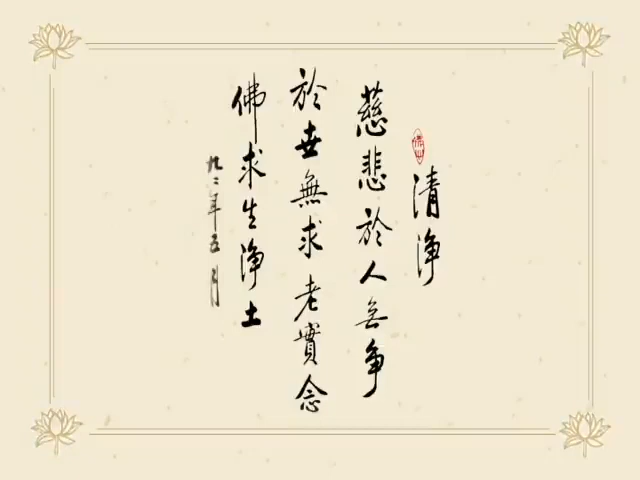 清淨
慈悲於人無爭
於世無求老實念
佛求生淨土
九二年五月